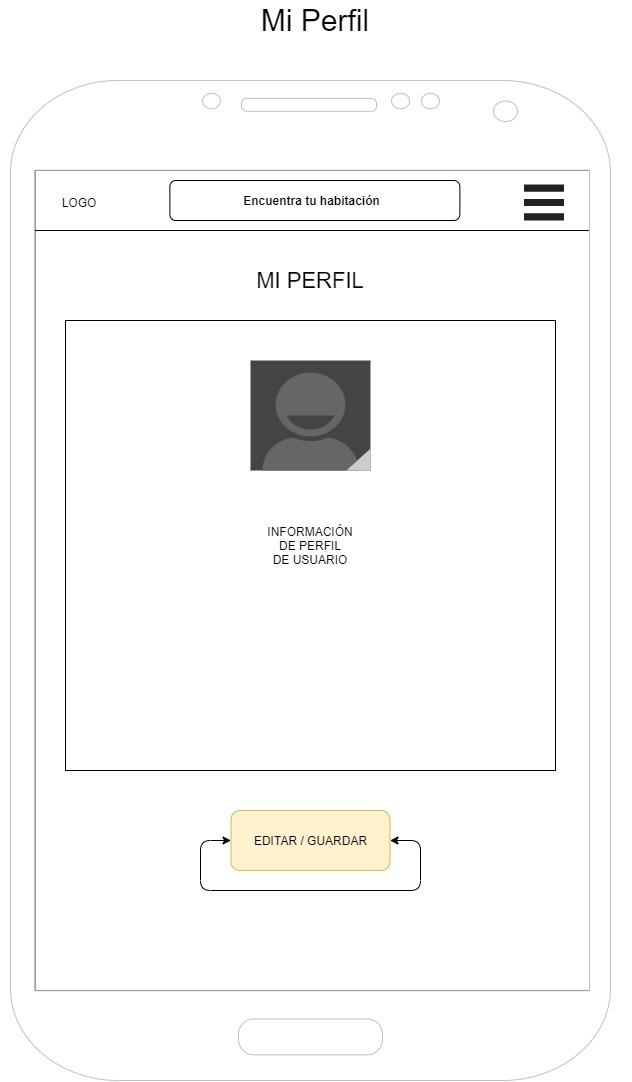 Mi Perfil
LOGO
Encuentra tu habitación
MI PERFIL
INFORMACIÓN
DE PERFIL
DE USUARIO
EDITAR / GUARDAR